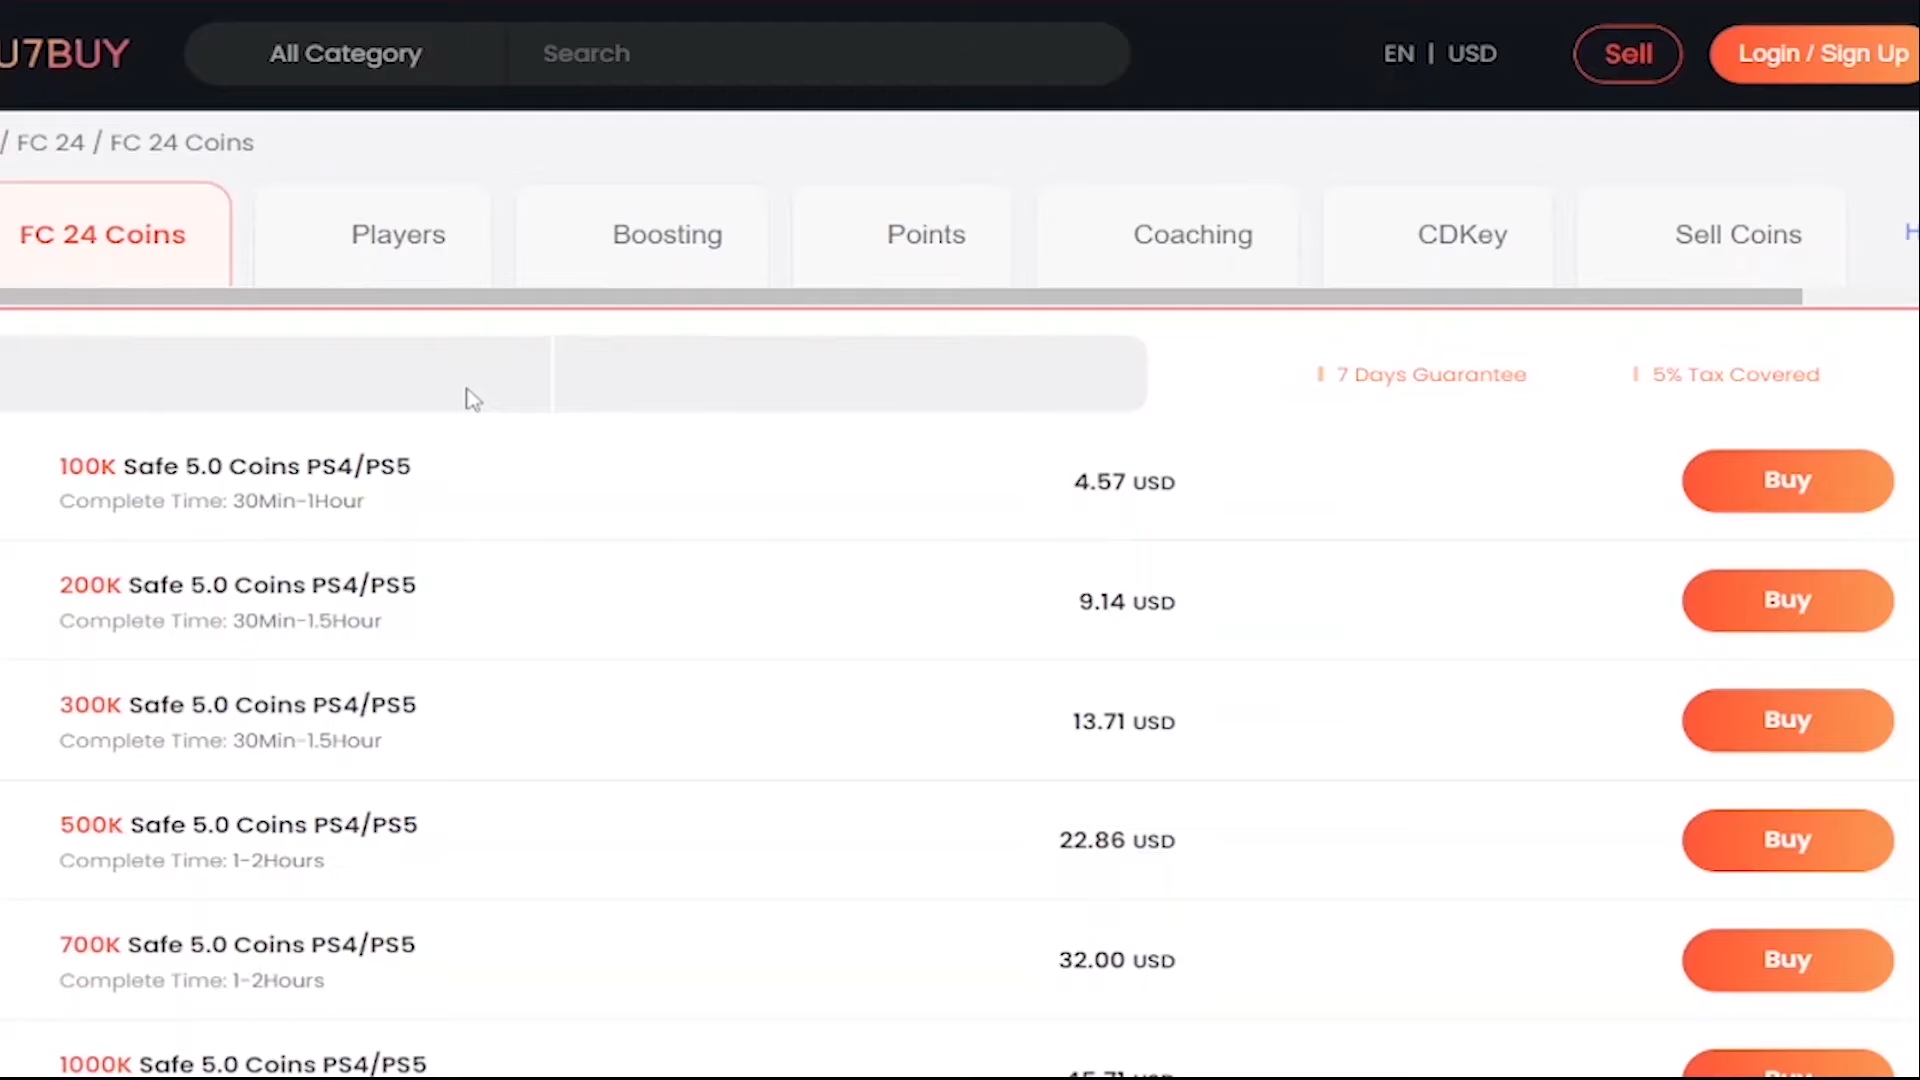 U7BUY All Category Search EN | USD Sell Login / Sign Up
/ FC 24 / FC 24 Coins
FC 24 Coins Players Boosting Points Coaching CDKey Sell Coins
7 Days Guarantee 5% Tax Covered
100K Safe 5.0 Coins PS4/PS5
Complete Time: 30Min-1Hour
4.57 USD
Buy
200K Safe 5.0 Coins PS4/PS5
Complete Time: 30Min-1.5Hour
9.14 USD
Buy
300K Safe 5.0 Coins PS4/PS5
Complete Time: 30Min-1.5Hour
13.71 USD
Buy
500K Safe 5.0 Coins PS4/PS5
Complete Time: 1-2Hours
22.86 USD
Buy
700K Safe 5.0 Coins PS4/PS5
Complete Time: 1-2Hours
32.00 USD
Buy
1000K Safe 5.0 Coins PS4/PS5
45.71 USD
Buy